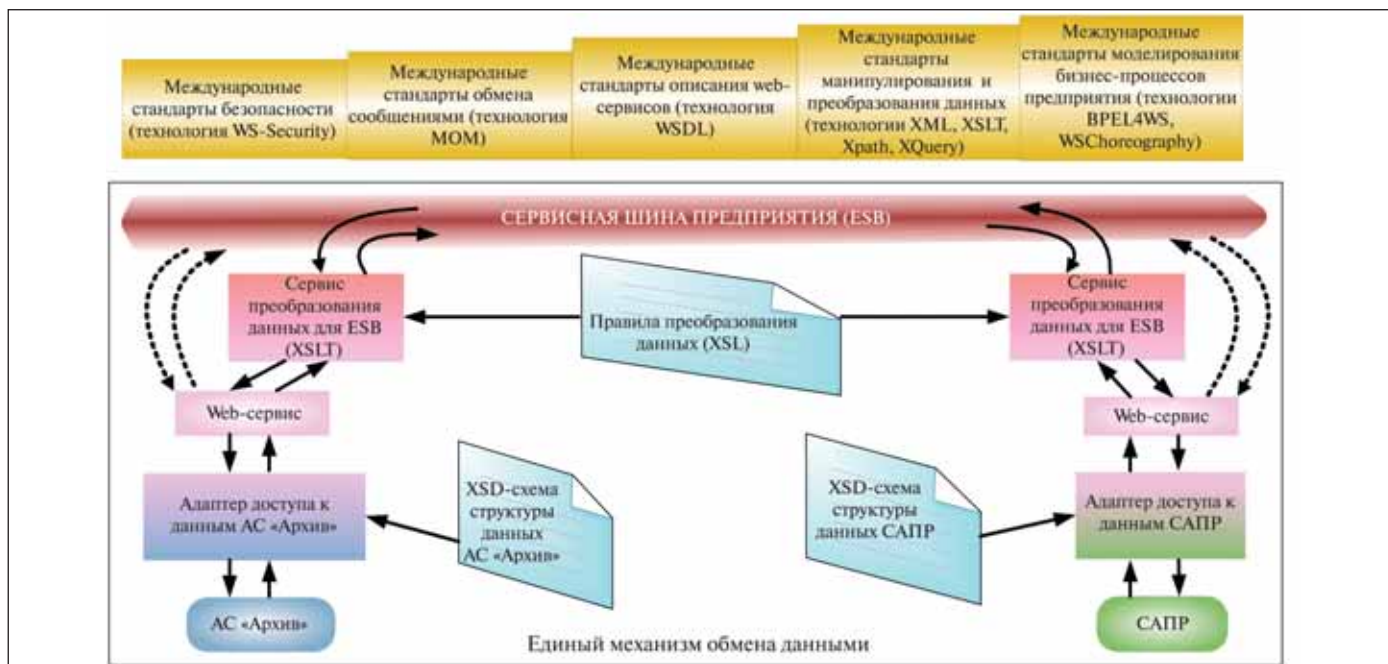 Международные
стандарты безопасности
(технология WS-Security)
Международные
стандарты обмена
сообщениями (технология
MOM)
Международные
стандарты описания web-
сервисов (технология
WSDL)
Международные
стандарты
манипулирования и
преобразования данных
(технологии XML, XSLT,
Xpath, XQuery)
Международные
стандарты моделирования
бизнес-процессов
предприятия (технологии
BPEL4WS,
WSChoreography)
СЕРВИСНАЯ ШИНА ПРЕДПРИЯТИЯ (ESB)
Сервис
преобразования
данных для ESB
(XSLT)
Правила преобразования
данных (XSL)
Сервис
преобразования
данных для ESB
(XSLT)
Web-сервис
Web-сервис
Адаптер доступа к
данным АС «Архив»
XSD-схема
структуры
данных
АС «Архив»
XSD-схема
структуры
данных САПР
Адаптер доступа к
данным САПР
АС «Архив»
САПР
Единый механизм обмена данными